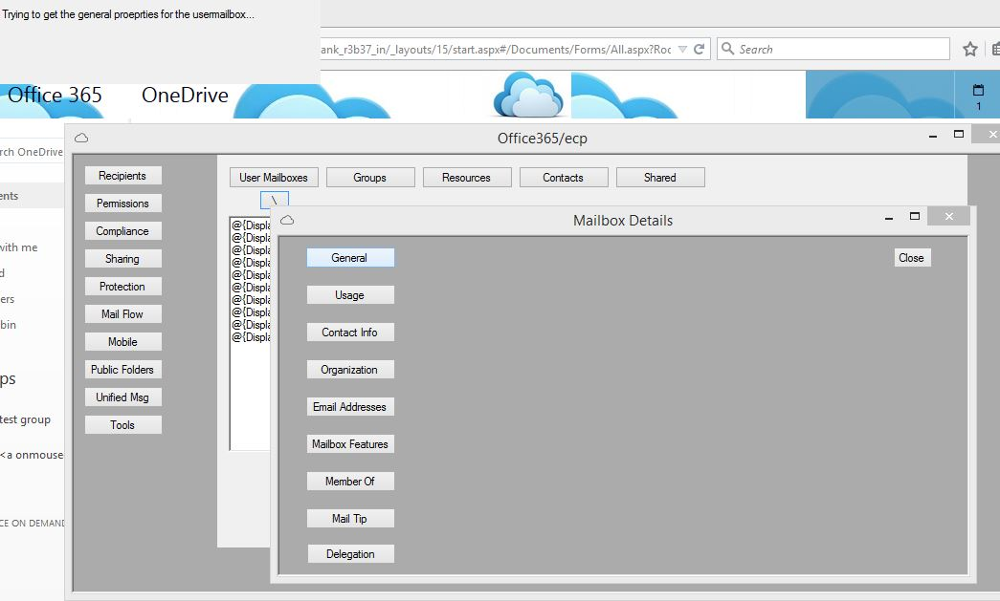 Trying to get the general proeprties for the usermailbox...
ank_r3b37_in/_layouts/15/start.aspx#/Documents/Forms/All.aspx?Roo
Search
Office 365
OneDrive
1
rch OneDrive
ents
with me
d
ers
bin
ps
test group
<a onmouse
CE ON DEMAND
Office365/ecp
Recipients
Permissions
Compliance
Sharing
Protection
Mail Flow
Mobile
Public Folders
Unified Msg
Tools
User Mailboxes
Groups
Resources
Contacts
Shared
\
@{Displa
@{Displa
@{Displa
@{Displa
@{Displa
@{Displa
@{Displa
@{Displa
@{Displa
@{Displa
Mailbox Details
General
Close
Usage
Contact Info
Organization
Email Addresses
Mailbox Features
Member Of
Mail Tip
Delegation